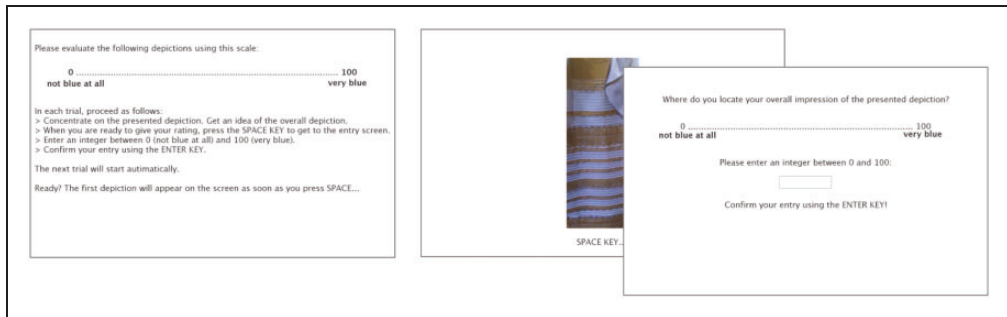 Please evaluate the following depictions using this scale:
0 ........................................................................................ 100
not blue at all very blue
In each trial, proceed as follows:
> Concentrate on the presented depiction. Get an idea of the overall depiction.
> When you are ready to give your rating, press the SPACE KEY to get to the entry screen.
> Enter an integer between 0 (not blue at all) and 100 (very blue).
> Confirm your entry using the ENTER KEY.
The next trial will start autimatically.
Ready? The first depiction will appear on the screen as soon as you press SPACE...
SPACE KEY...
Where do you locate your overall impression of the presented depiction?
0 ........................................................................................ 100
not blue at all very blue
Please enter an integer between 0 and 100:
Confirm your entry using the ENTER KEY!